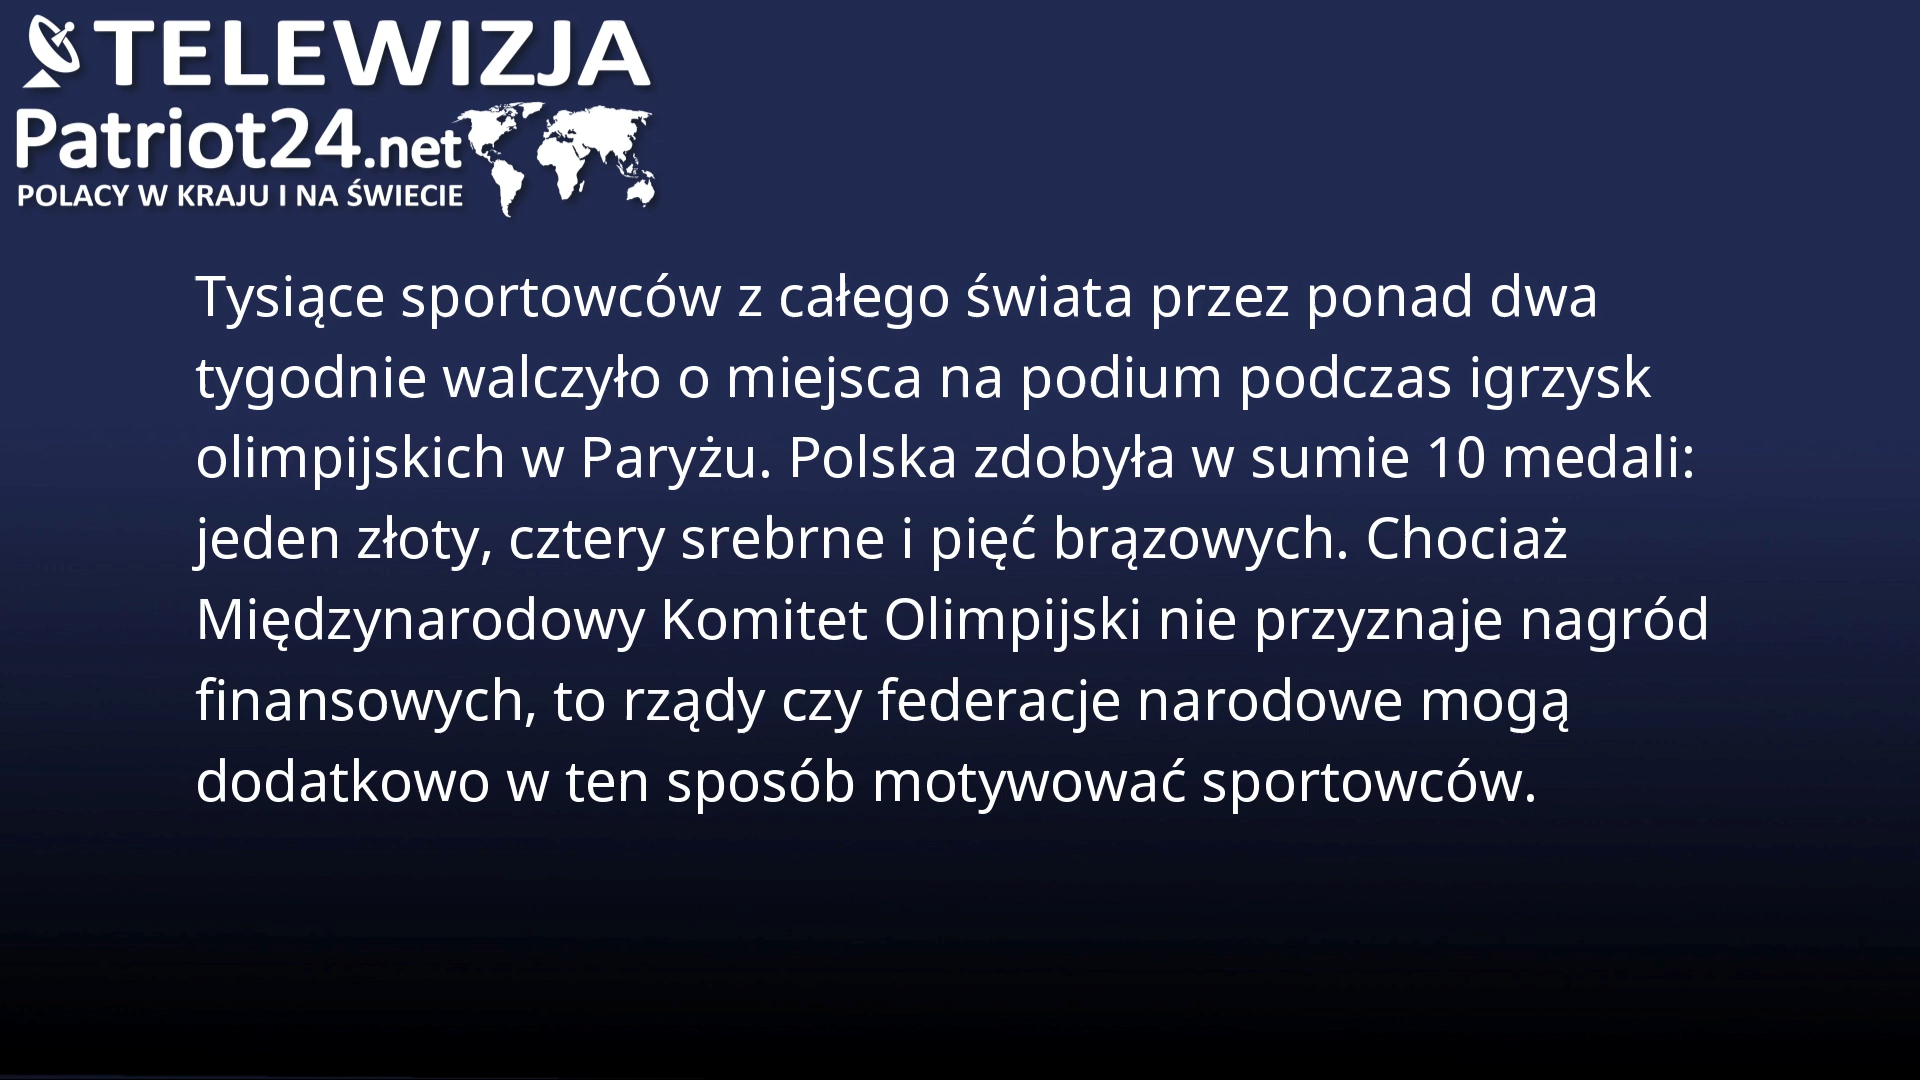 TELEWIZJA
Patriot24.net
POLACY W KRAJU I NA ŚWIECIE
Tysiące sportowców z całego świata przez ponad dwa
tygodnie walczyło o miejsca na podium podczas igrzysk
olimpijskich w Paryżu. Polska zdobyła w sumie 10 medali:
jeden złoty, cztery srebrne i pięć brązowych. Chociaż
Międzynarodowy Komitet Olimpijski nie przyznaje nagród
finansowych, to rządy czy federacje narodowe mogą
dodatkowo w ten sposób motywować sportowców.